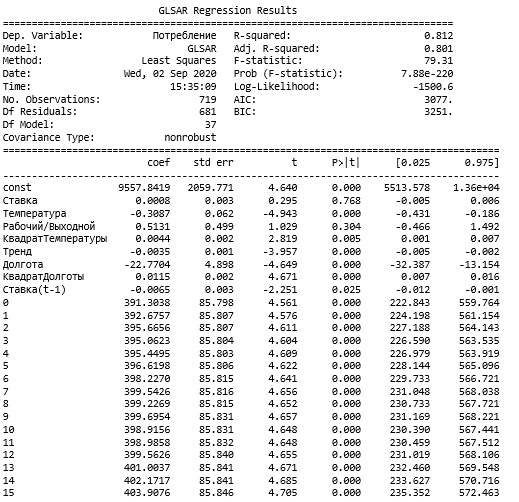 GLSAR Regression Results
Dep. Variable: Потребление R-squared: 0.812
Model: GLSAR Adj. R-squared: 0.801
Method: Least Squares F-statistic: 79.31
Date: Wed, 02 Sep 2020 Prob (F-statistic): 7.88e-220
Time: 15:35:09 Log-Likelihood: -1500.6
No. Observations: 719 AIC: 3077.
Df Residuals: 681 BIC: 3251.
Df Model: 37
Covariance Type: nonrobust
coef std err t P>|t| [0.025 0.975]
const 9557.8419 2059.771 4.640 0.000 5513.578 1.36e+04
Ставка 0.0008 0.003 0.295 0.768 -0.005 0.006
Температура -0.3087 0.062 -4.943 0.000 -0.431 -0.186
Рабочий/Выходной 0.5131 0.499 1.029 0.304 -0.466 1.492
КвадратТемпературы 0.0044 0.002 2.819 0.005 0.001 0.007
Тренд -0.0035 0.001 -3.957 0.000 -0.005 -0.002
Долгота -22.7704 4.898 -4.649 0.000 -32.387 -13.154
КвадратДолготы 0.0115 0.002 4.671 0.000 0.007 0.016
Ставка(t-1) -0.0065 0.003 -2.251 0.025 -0.012 -0.001
0 391.3038 85.798 4.561 0.000 222.843 559.764
1 392.6757 85.807 4.576 0.000 224.198 561.154
2 395.6656 85.807 4.611 0.000 227.188 564.143
3 395.0623 85.804 4.604 0.000 226.590 563.535
4 395.4495 85.803 4.609 0.000 226.979 563.919
5 396.6198 85.806 4.622 0.000 228.144 565.096
6 398.2270 85.815 4.641 0.000 229.733 566.721
7 399.5426 85.816 4.656 0.000 231.048 568.038
8 399.2269 85.815 4.652 0.000 230.733 567.721
9 399.6954 85.831 4.657 0.000 231.169 568.221
10 398.9156 85.831 4.648 0.000 230.390 567.441
11 398.9858 85.832 4.648 0.000 230.459 567.512
12 399.5626 85.840 4.655 0.000 231.019 568.106
13 401.0037 85.841 4.671 0.000 232.460 569.548
14 402.1717 85.841 4.685 0.000 233.627 570.716
15 403.9076 85.846 4.705 0.000 235.352 572.463